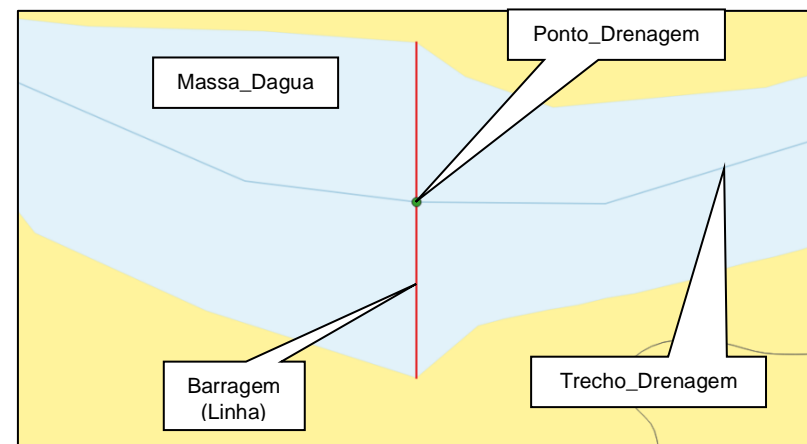 Ponto_Drenagem
Massa_Dagua
Barragem
(Linha)
Trecho_Drenagem